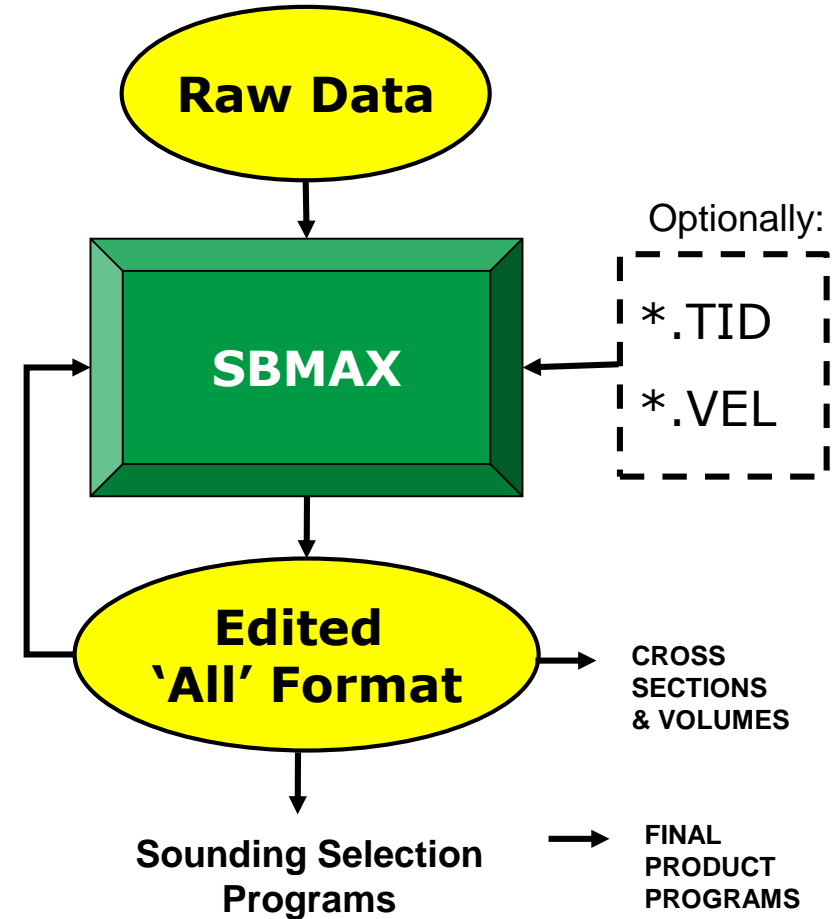 Raw Data
Optionally:
*.TID
*.VEL
SBMAX
Edited
‘All’ Format
CROSS
SECTIONS
& VOLUMES
Sounding Selection
Programs
FINAL
PRODUCT
PROGRAMS